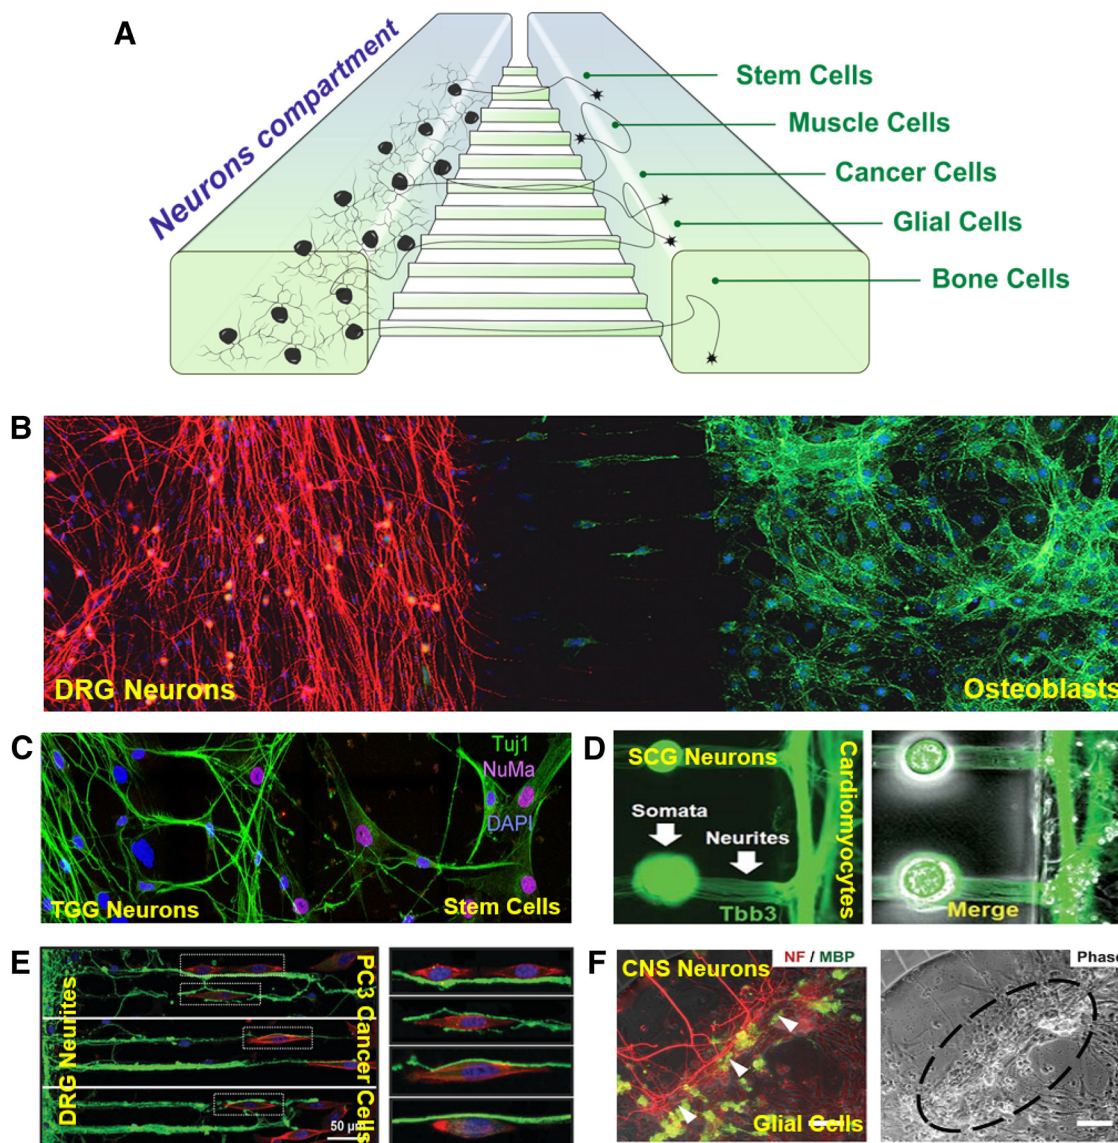 A
Neurons compartment
Stem Cells
Muscle Cells
Cancer Cells
Glial Cells
Bone Cells
B
DRG Neurons
Osteoblasts
C
Tuj1
NuMa
DAPI
TGG Neurons
Stem Cells
D
SCG Neurons
Somata
Neurites
Tbb3
Cardiomyocytes
Merge
E
DRG Neurites
PC3 Cancer Cells
50 µm
F
CNS Neurons
NF / MBP
Glial Cells
Phase